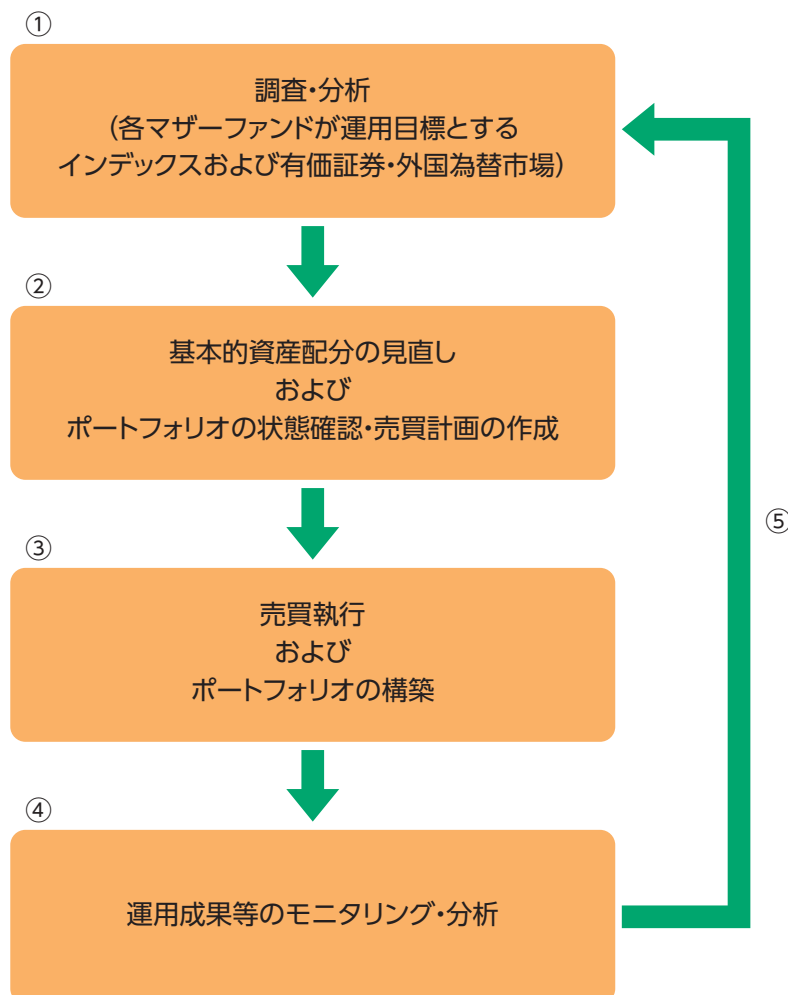 ①
調査・分析
(各マザーファンドが運用目標とする
インデックスおよび有価証券・外国為替市場)
②
基本的資産配分の見直し
および
ポートフォリオの状態確認・売買計画の作成
③
売買執行
および
ポートフォリオの構築
④
運用成果等のモニタリング・分析
⑤